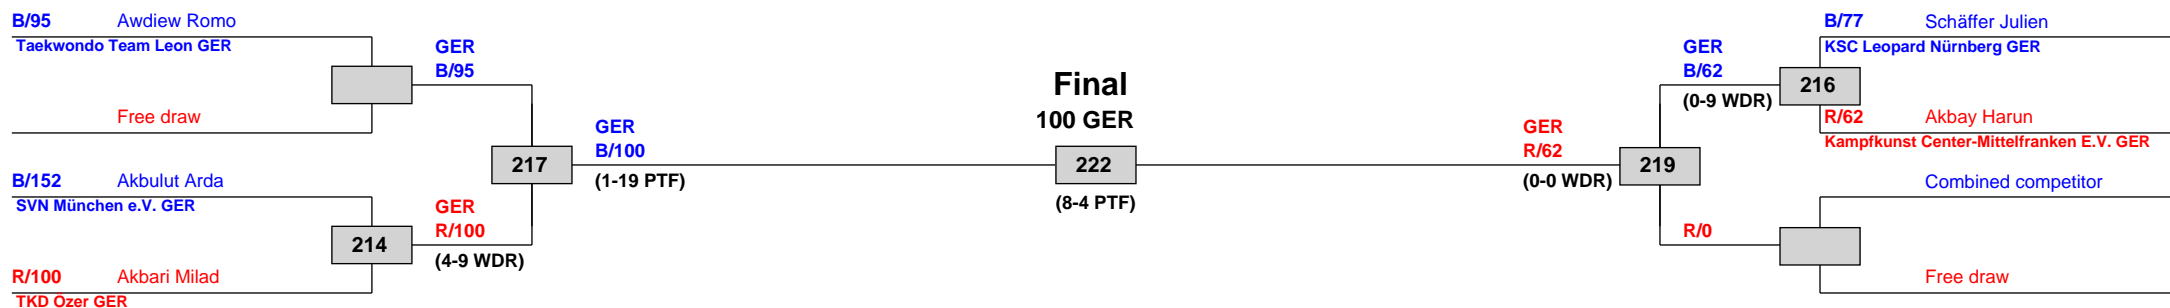 B/95 Awdiew Romo
Taekwondo Team Leon GER
GER
B/95
Free draw
B/152 Akbulut Arda
SVN München e.V. GER
214
GER
R/100
(4-9 WDR)
R/100 Akbari Milad
TKD Özer GER
217
GER
B/100
(1-19 PTF)
Final
100 GER
222
(8-4 PTF)
GER
R/62
(0-0 WDR)
219
GER
B/62
(0-9 WDR)
216
R/0
B/77 Schäffer Julien
KSC Leopard Nürnberg GER
R/62 Akbay Harun
Kampfkunst Center-Mittelfranken E.V. GER
Combined competitor
Free draw